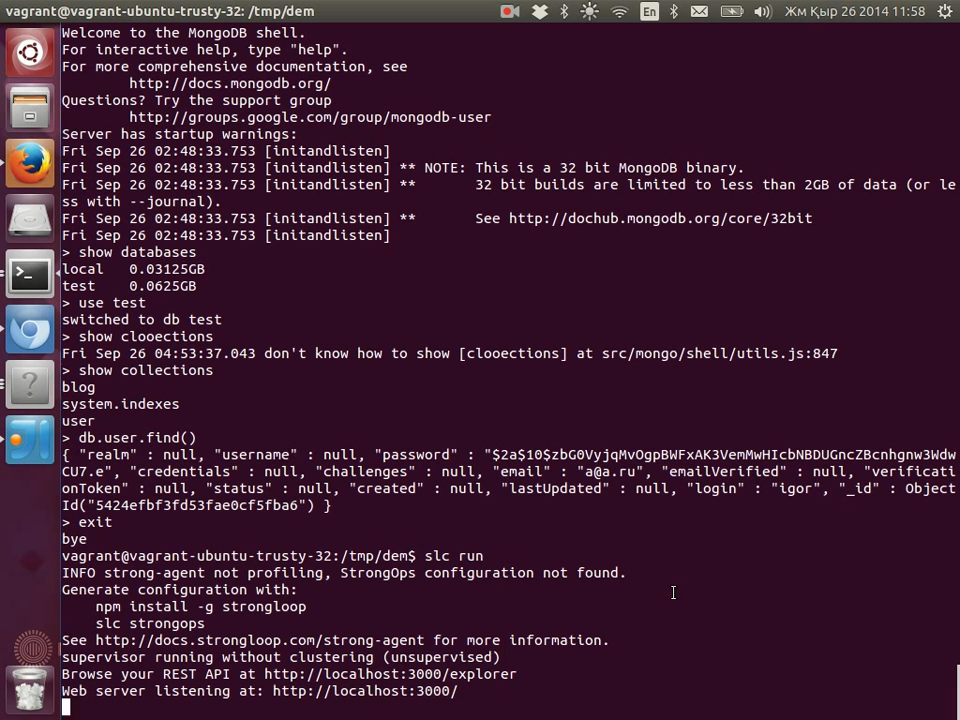 vagrant@vagrant-ubuntu-trusty-32: /tmp/dem
En
Жм Қыр 26 2014 11:58
Welcome to the MongoDB shell.
For interactive help, type "help".
For more comprehensive documentation, see
http://docs.mongodb.org/
Questions? Try the support group
http://groups.google.com/group/mongodb-user
Server has startup warnings:
Fri Sep 26 02:48:33.753 [initandlisten]
Fri Sep 26 02:48:33.753 [initandlisten] ** NOTE: This is a 32 bit MongoDB binary.
Fri Sep 26 02:48:33.753 [initandlisten] **       32 bit builds are limited to less than 2GB of data (or le
ss with --journal).
Fri Sep 26 02:48:33.753 [initandlisten] **       See http://dochub.mongodb.org/core/32bit
Fri Sep 26 02:48:33.753 [initandlisten]
> show databases
local   0.03125GB
test    0.0625GB
> use test
switched to db test
> show clooections
Fri Sep 26 04:53:37.043 don't know how to show [clooections] at src/mongo/shell/utils.js:847
> show collections
blog
system.indexes
user
> db.user.find()
{ "realm" : null, "username" : null, "password" : "$2a$10$zbG0VyjqMvOgpBWFxAK3VemMwHIcbNBDUGncZBcnhgnw3Wdw
CU7.e", "credentials" : null, "challenges" : null, "email" : "a@a.ru", "emailVerified" : null, "verificati
onToken" : null, "status" : null, "created" : null, "lastUpdated" : null, "login" : "igor", "_id" : Object
Id("5424efbf3fd53fae0cf5fba6") }
> exit
bye
vagrant@vagrant-ubuntu-trusty-32:/tmp/dem$ slc run
INFO strong-agent not profiling, StrongOps configuration not found.
Generate configuration with:
npm install -g strongloop
slc strongops
See http://docs.strongloop.com/strong-agent for more information.
supervisor running without clustering (unsupervised)
Browse your REST API at http://localhost:3000/explorer
Web server listening at: http://localhost:3000/